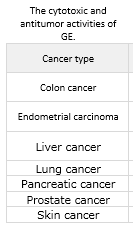 The cytotoxic and
antitumor activities of
GE.
Cancer type
Colon cancer
Endometrial carcinoma
Liver cancer
Lung cancer
Pancreatic cancer
Prostate cancer
Skin cancer